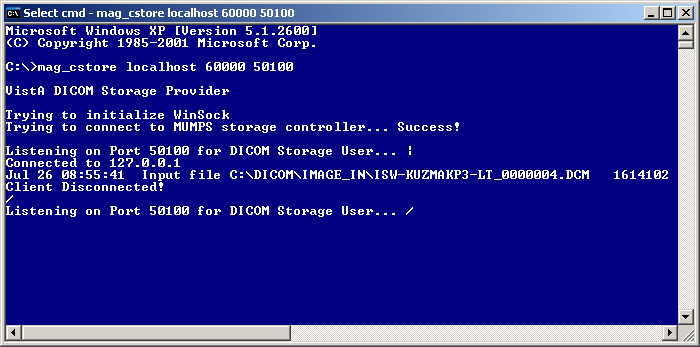 Select cmd - mag_cstore localhost 60000 50100
Microsoft Windows XP [Version 5.1.2600]
(C) Copyright 1985-2001 Microsoft Corp.
C:\>mag_cstore localhost 60000 50100
VistA DICOM Storage Provider
Trying to initialize WinSock
Trying to connect to MUMPS storage controller... Success!
Listening on Port 50100 for DICOM Storage User... |
Connected to 127.0.0.1
Jul 26 08:55:41  Input file C:\DICOM\IMAGE_IN\ISW-KUZMAKP3-LT_0000004.DCM   1614102
Client Disconnected!
/
Listening on Port 50100 for DICOM Storage User... /